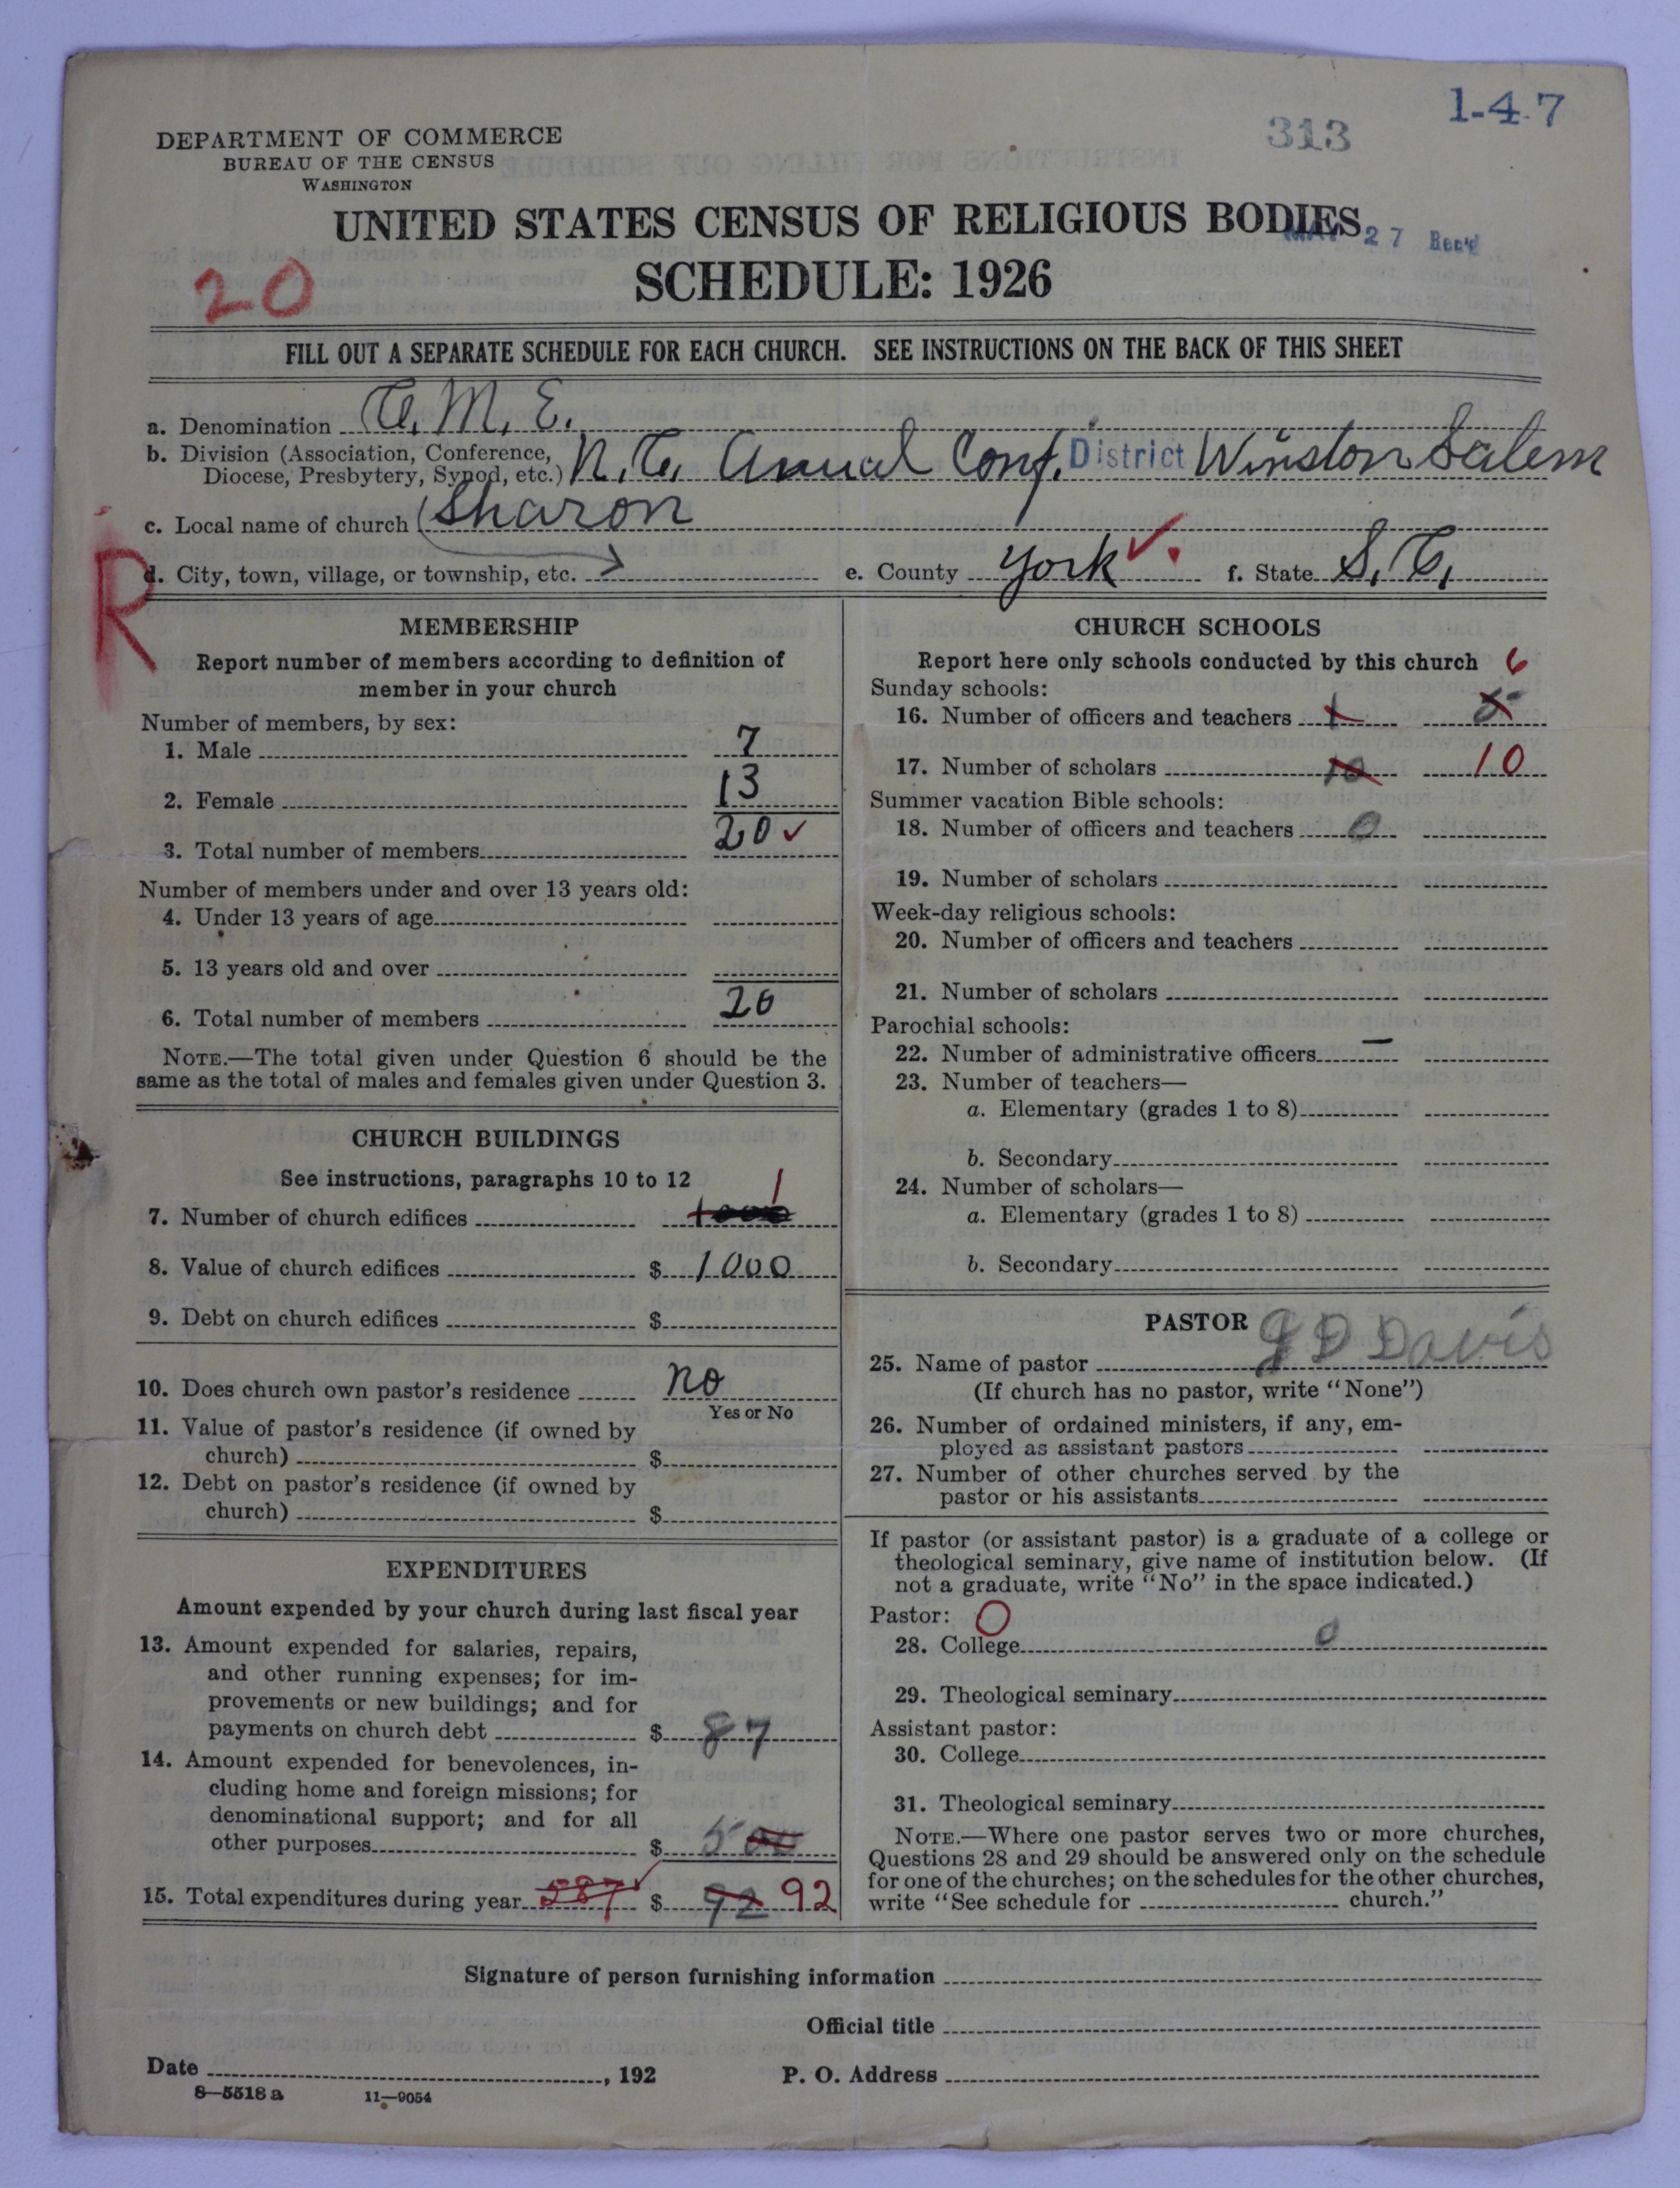 1-4-7
313
DEPARTMENT OF COMMERCE
BUREAU OF THE CENSUS
WASHINGTON
UNITED STATES CENSUS OF RELIGIOUS BODIES
27 Rec'd
SCHEDULE: 1926
20
FILL OUT A SEPARATE SCHEDULE FOR EACH CHURCH. SEE INSTRUCTIONS ON THE BACK OF THIS SHEET
a. Denomination A. M. E.
b. Division (Association, Conference,
Diocese, Presbytery, Synod, etc.) N. C. Annual Conf. District Winston Salem
c. Local name of church Sharon
R
d. City, town, village, or township, etc. e. County York f. State S. C.
MEMBERSHIP
Report number of members according to definition of
member in your church
Number of members, by sex:
1. Male 7
2. Female 13
3. Total number of members 20 ✓
Number of members under and over 13 years old:
4. Under 13 years of age
5. 13 years old and over
6. Total number of members 20
NOTE.—The total given under Question 6 should be the
same as the total of males and females given under Question 3.
CHURCH BUILDINGS
See instructions, paragraphs 10 to 12
7. Number of church edifices 1
8. Value of church edifices $ 1000
9. Debt on church edifices $
10. Does church own pastor's residence no
Yes or No
11. Value of pastor's residence (if owned by
church) $
12. Debt on pastor's residence (if owned by
church) $
EXPENDITURES
Amount expended by your church during last fiscal year
13. Amount expended for salaries, repairs,
and other running expenses; for im-
provements or new buildings; and for
payments on church debt $ 87
14. Amount expended for benevolences, in-
cluding home and foreign missions; for
denominational support; and for all
other purposes $ 500
15. Total expenditures during year 587 $ 92 92
CHURCH SCHOOLS
Report here only schools conducted by this church 6
Sunday schools:
16. Number of officers and teachers 1 5
17. Number of scholars 10 10
Summer vacation Bible schools:
18. Number of officers and teachers 0
19. Number of scholars
Week-day religious schools:
20. Number of officers and teachers
21. Number of scholars
Parochial schools:
22. Number of administrative officers —
23. Number of teachers—
a. Elementary (grades 1 to 8)
b. Secondary
24. Number of scholars—
a. Elementary (grades 1 to 8)
b. Secondary
PASTOR
25. Name of pastor J D Davis
(If church has no pastor, write "None")
26. Number of ordained ministers, if any, em-
ployed as assistant pastors
27. Number of other churches served by the
pastor or his assistants
If pastor (or assistant pastor) is a graduate of a college or
theological seminary, give name of institution below. (If
not a graduate, write "No" in the space indicated.)
Pastor: O
28. College 0
29. Theological seminary
Assistant pastor:
30. College
31. Theological seminary
NOTE.—Where one pastor serves two or more churches,
Questions 28 and 29 should be answered only on the schedule
for one of the churches; on the schedules for the other churches,
write "See schedule for church."
Signature of person furnishing information
Official title
Date , 192 P. O. Address
8—5518 a 11—9054